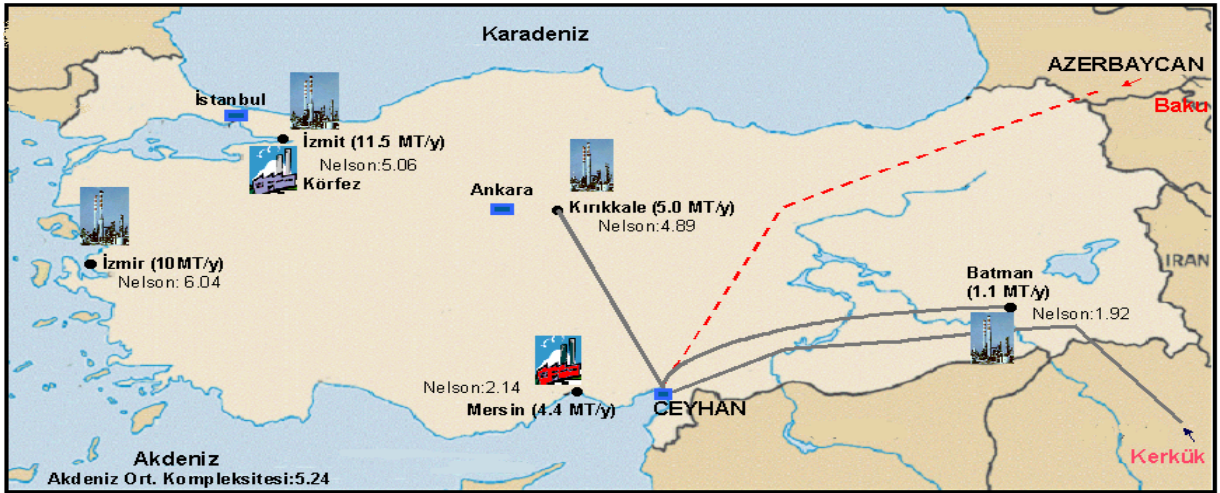 Karadeniz
AZERBAYCAN
Baku
İstanbul
İzmit (11.5 MT/y)
Nelson:5.06
Körfez
Ankara
Kırıkkale (5.0 MT/y)
Nelson:4.89
İzmir (10MT/y)
Nelson: 6.04
IRAN
Batman
(1.1 MT/y)
Nelson:1.92
Nelson:2.14
Mersin (4.4 MT/y)
CEYHAN
Kerkük
Akdeniz
Akdeniz Ort. Kompleksitesi:5.24